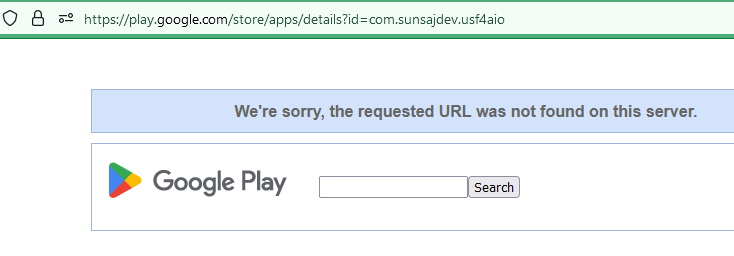 https://play.google.com/store/apps/details?id=com.sunsajdev.usf4aio
We're sorry, the requested URL was not found on this server.
Google Play
Search